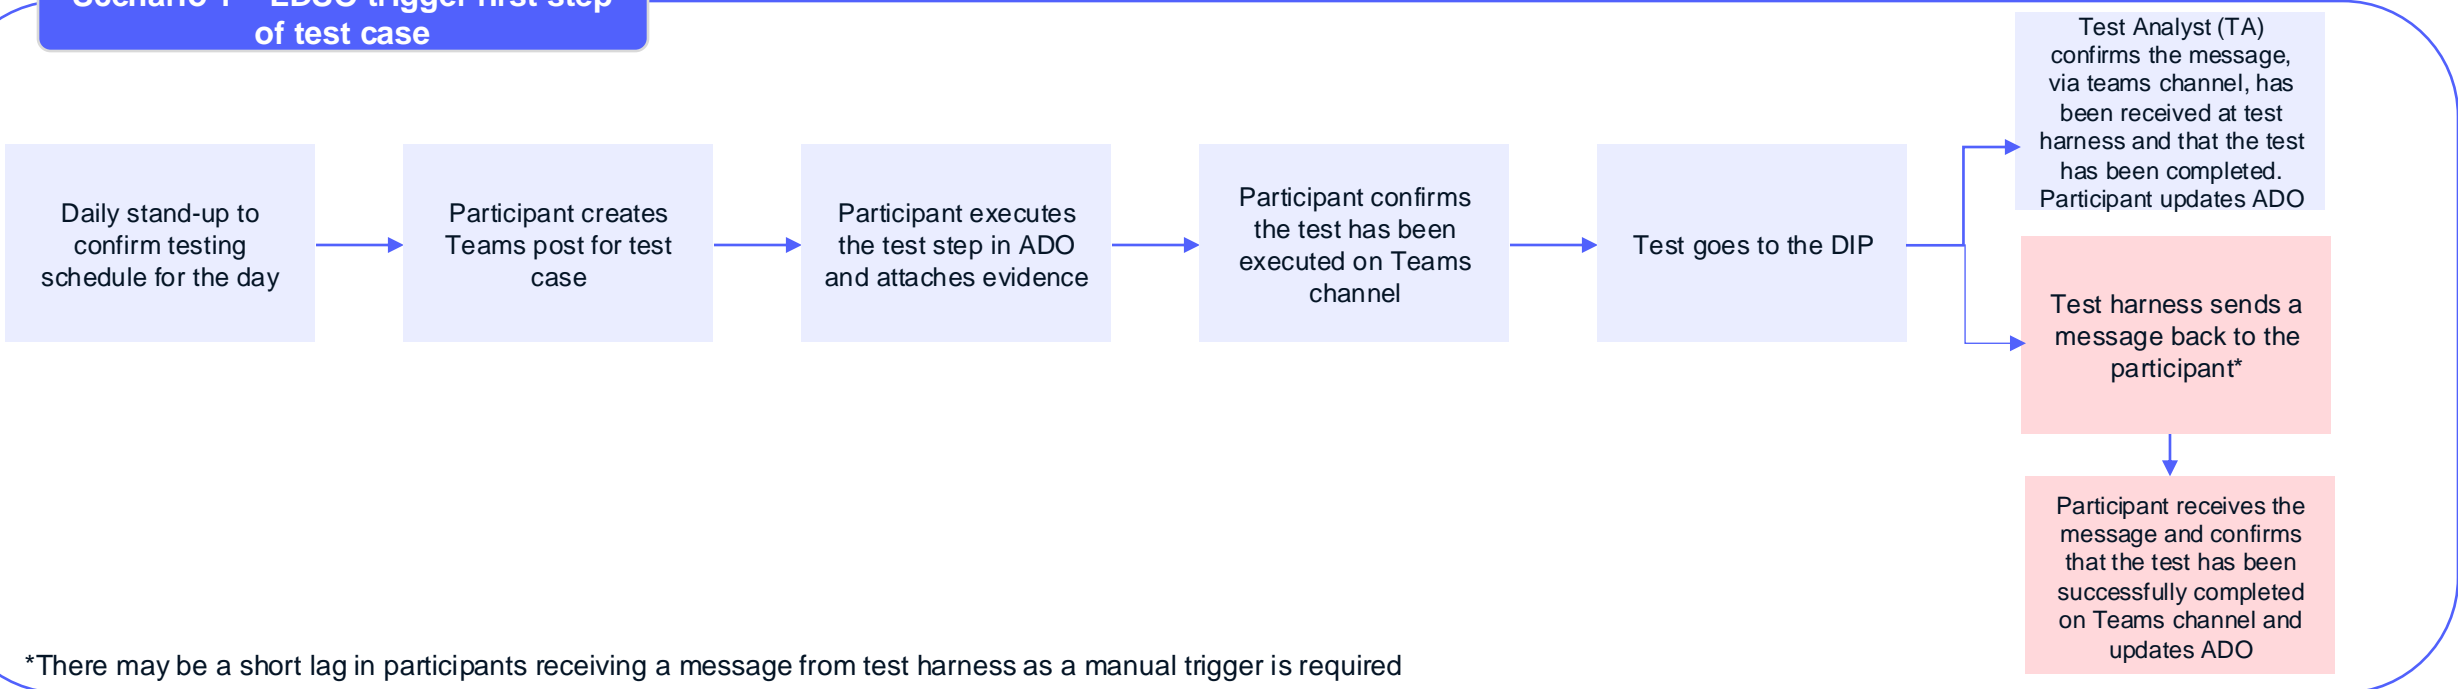 of test case
Daily stand-up to
confirm testing
schedule for the day
Participant creates
Teams post for test
case
Participant executes
the test step in ADO
and attaches evidence
Participant confirms
the test has been
executed on Teams
channel
Test goes to the DIP
Test Analyst (TA)
confirms the message,
via teams channel, has
been received at test
harness and that the test
has been completed.
Participant updates ADO
Test harness sends a
message back to the
participant*
Participant receives the
message and confirms
that the test has been
successfully completed
on Teams channel and
updates ADO
*There may be a short lag in participants receiving a message from test harness as a manual trigger is required